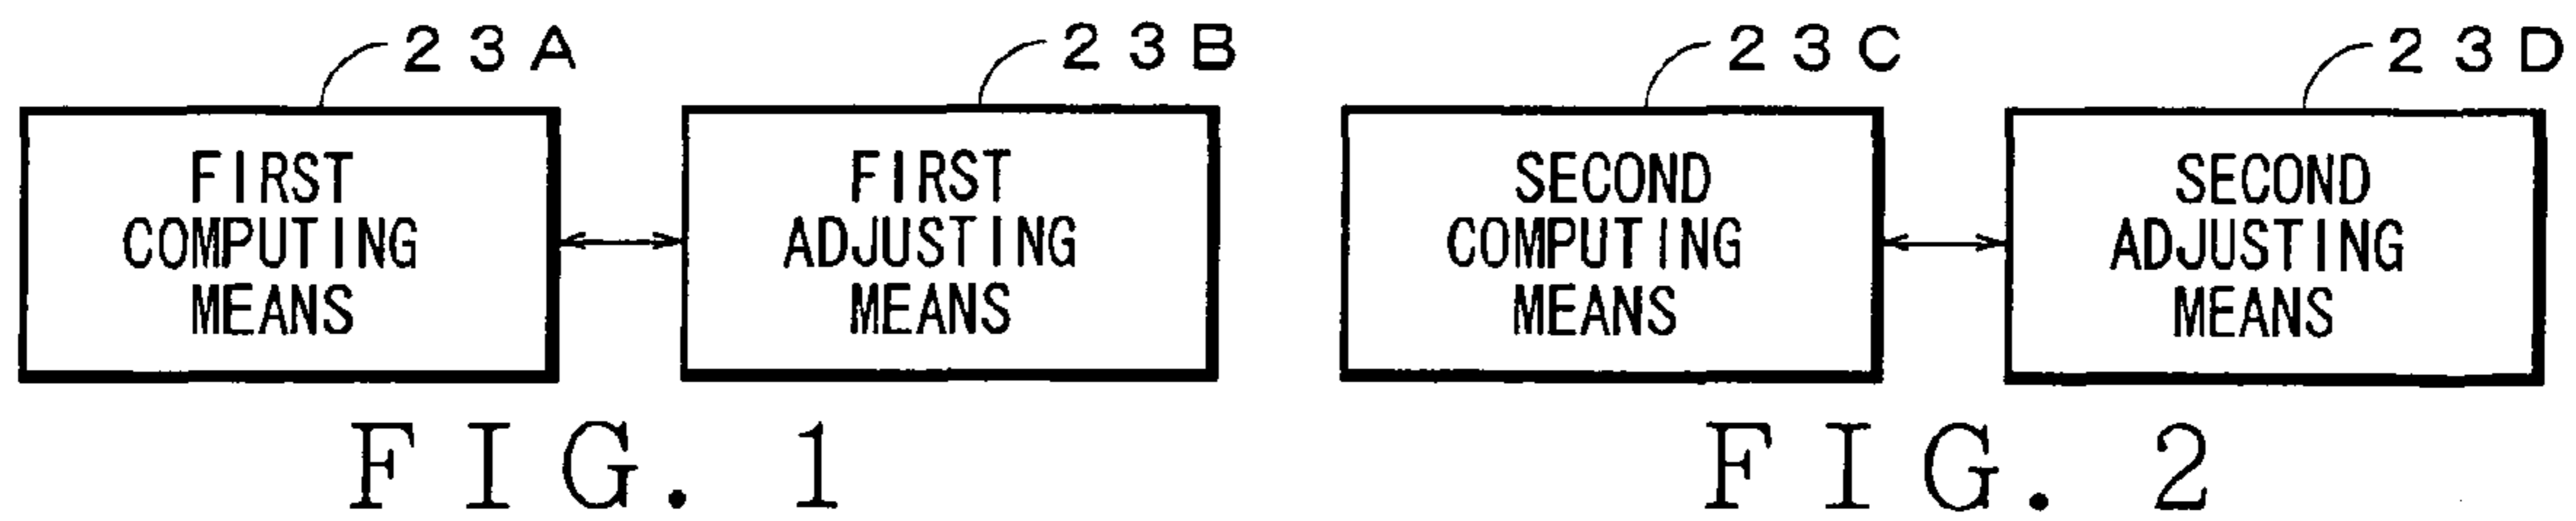 23A
FIRST
COMPUTING
MEANS
23B
FIRST
ADJUSTING
MEANS
FIG. 1
23C
SECOND
COMPUTING
MEANS
23D
SECOND
ADJUSTING
MEANS
FIG. 2